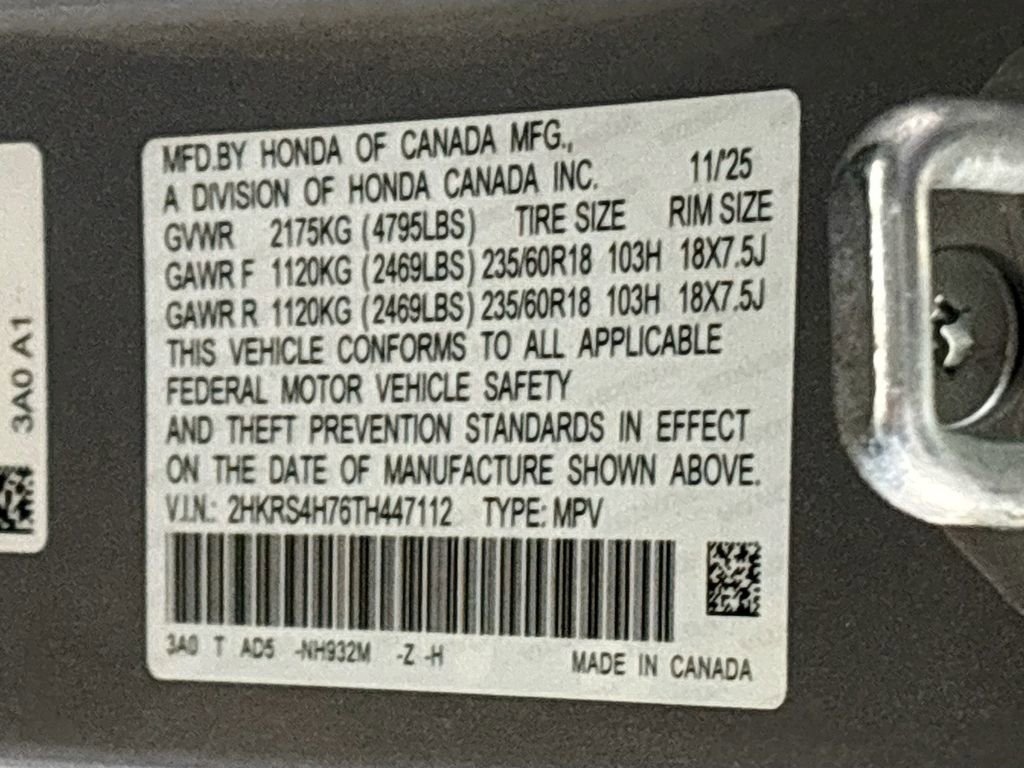 MFD.BY HONDA OF CANADA MFG.,
A DIVISION OF HONDA CANADA INC. 11/'25
GVWR 2175KG (4795LBS) TIRE SIZE RIM SIZE
GAWR F 1120KG (2469LBS) 235/60R18 103H 18X7.5J
GAWR R 1120KG (2469LBS) 235/60R18 103H 18X7.5J
THIS VEHICLE CONFORMS TO ALL APPLICABLE
FEDERAL MOTOR VEHICLE SAFETY
AND THEFT PREVENTION STANDARDS IN EFFECT
ON THE DATE OF MANUFACTURE SHOWN ABOVE.
V.I.N.: 2HKRS4H76TH447112 TYPE: MPV
3A0 T AD5 -NH932M -Z -H
MADE IN CANADA
3A0 A1